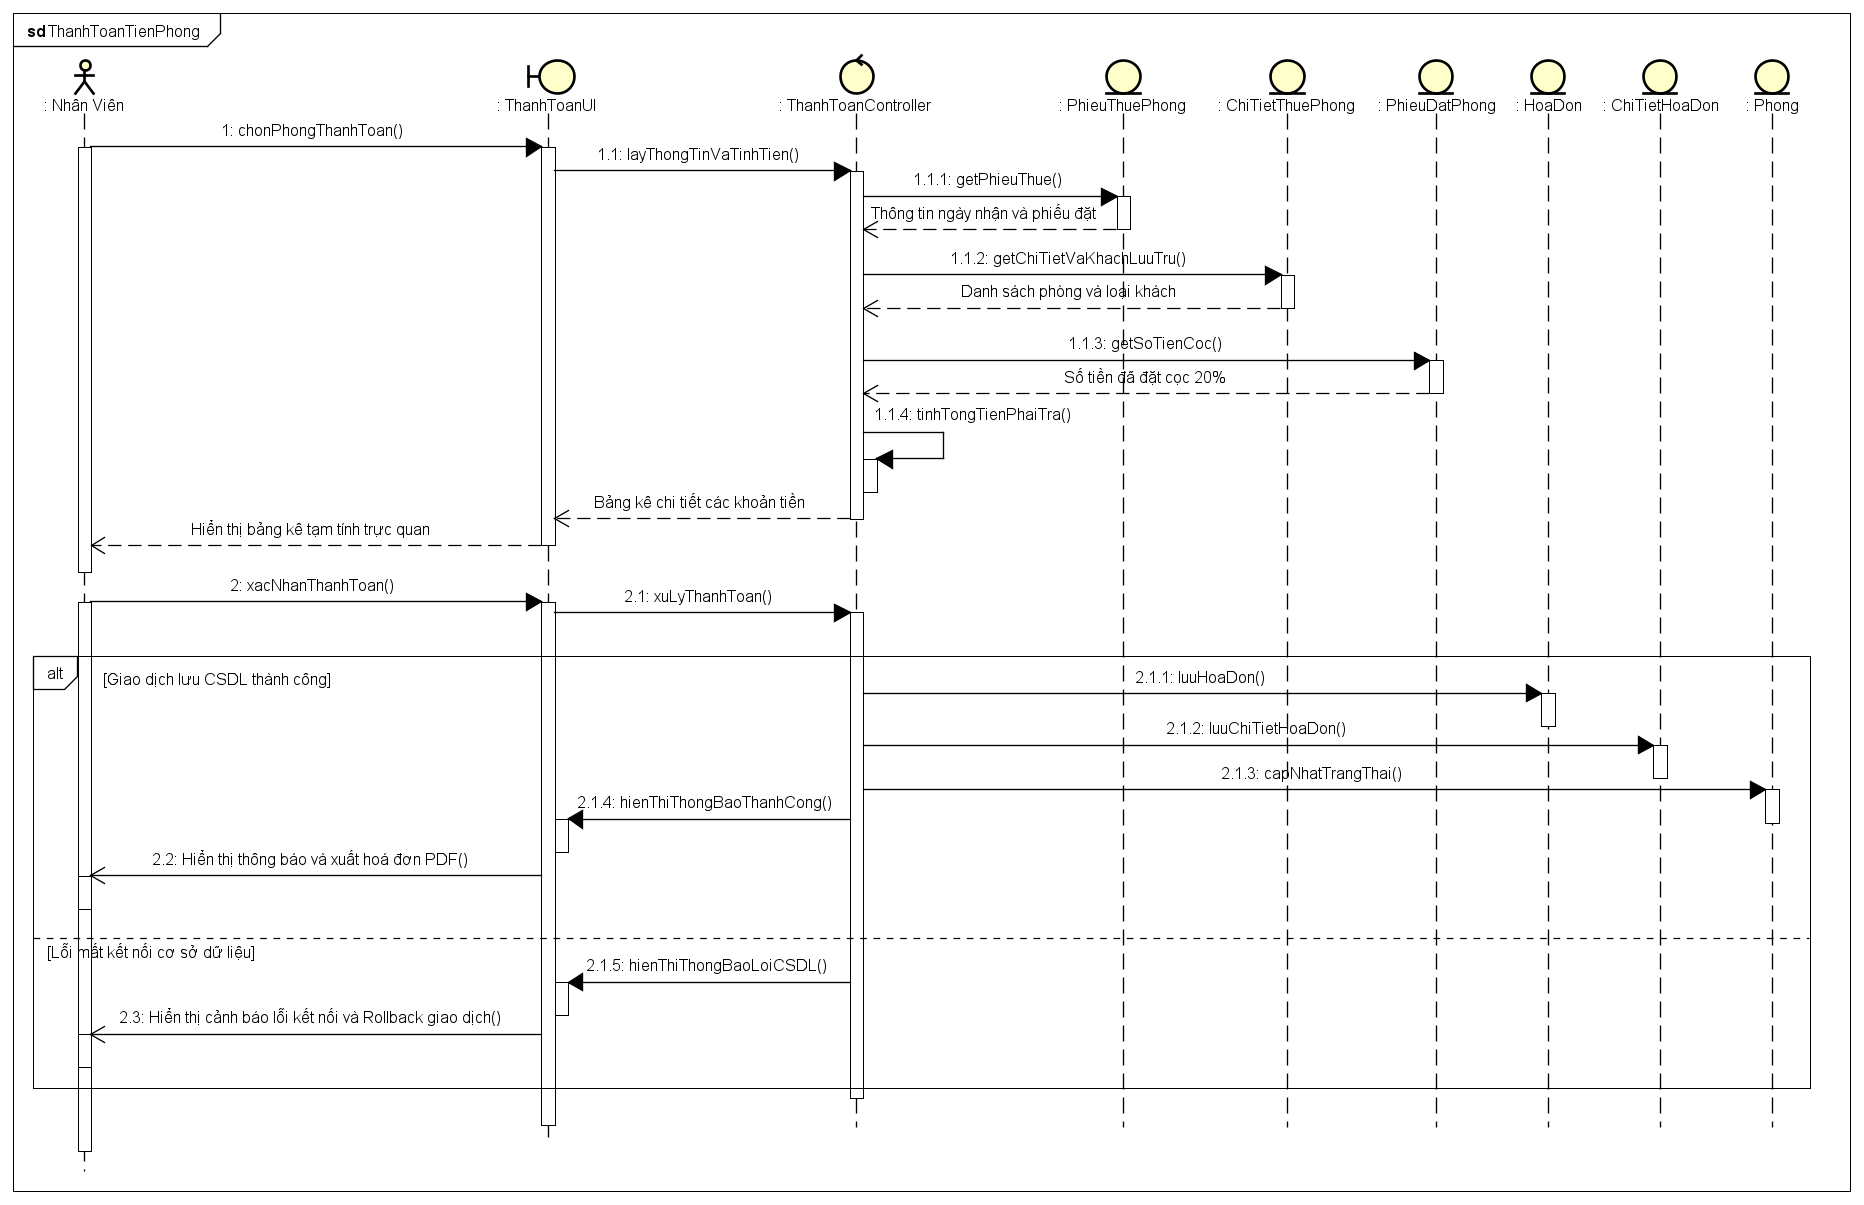 sd ThanhToanTienPhong
: Nhân Viên
: ThanhToanUI
: ThanhToanController
: PhieuThuePhong
: ChiTietThuePhong
: PhieuDatPhong
: HoaDon
: ChiTietHoaDon
: Phong
1: chonPhongThanhToan()
1.1: layThongTinVaTinhTien()
1.1.1: getPhieuThue()
Thông tin ngày nhận và phiếu đặt
1.1.2: getChiTietVaKhachLuuTru()
Danh sách phòng và loại khách
1.1.3: getSoTienCoc()
Số tiền đã đặt cọc 20%
1.1.4: tinhTongTienPhaiTra()
Bảng kê chi tiết các khoản tiền
Hiển thị bảng kê tạm tính trực quan
2: xacNhanThanhToan()
2.1: xuLyThanhToan()
alt
[Giao dịch lưu CSDL thành công]
2.1.1: luuHoaDon()
2.1.2: luuChiTietHoaDon()
2.1.3: capNhatTrangThai()
2.1.4: hienThiThongBaoThanhCong()
2.2: Hiển thị thông báo và xuất hoá đơn PDF()
[Lỗi mất kết nối cơ sở dữ liệu]
2.1.5: hienThiThongBaoLoiCSDL()
2.3: Hiển thị cảnh báo lỗi kết nối và Rollback giao dịch()